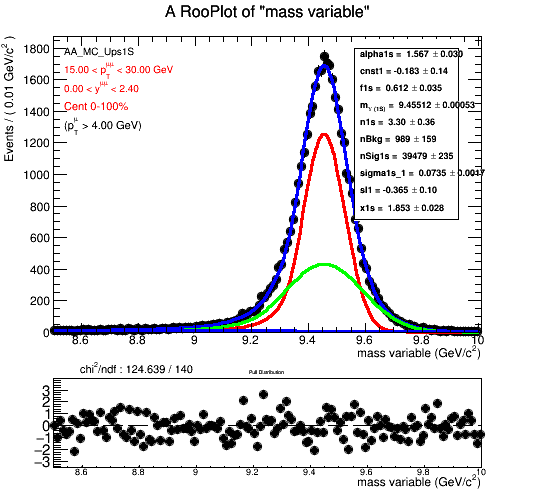 A RooPlot of "mass variable"
Events / ( 0.01 GeV/c² )
1800
1600
1400
1200
1000
800
600
400
200
0
AA_MC_Ups1S
15.00 < p_T^μμ < 30.00 GeV
0.00 < y^μμ < 2.40
Cent 0-100%
(p_T^μ > 4.00 GeV)
alpha1s = 1.567 ± 0.030
cnst1 = -0.183 ± 0.14
f1s = 0.612 ± 0.035
m_Υ(1S) = 9.45512 ± 0.00053
n1s = 3.30 ± 0.36
nBkg = 989 ± 159
nSig1s = 39479 ± 235
sigma1s_1 = 0.0735 ± 0.0017
sl1 = -0.365 ± 0.10
x1s = 1.853 ± 0.028
8.6 8.8 9 9.2 9.4 9.6 9.8 10
mass variable (GeV/c²)
chi²/ndf : 124.639 / 140
Pull Distribution
3
2
1
0
−1
−2
−3
8.6 8.8 9 9.2 9.4 9.6 9.8 10
mass variable (GeV/c²)